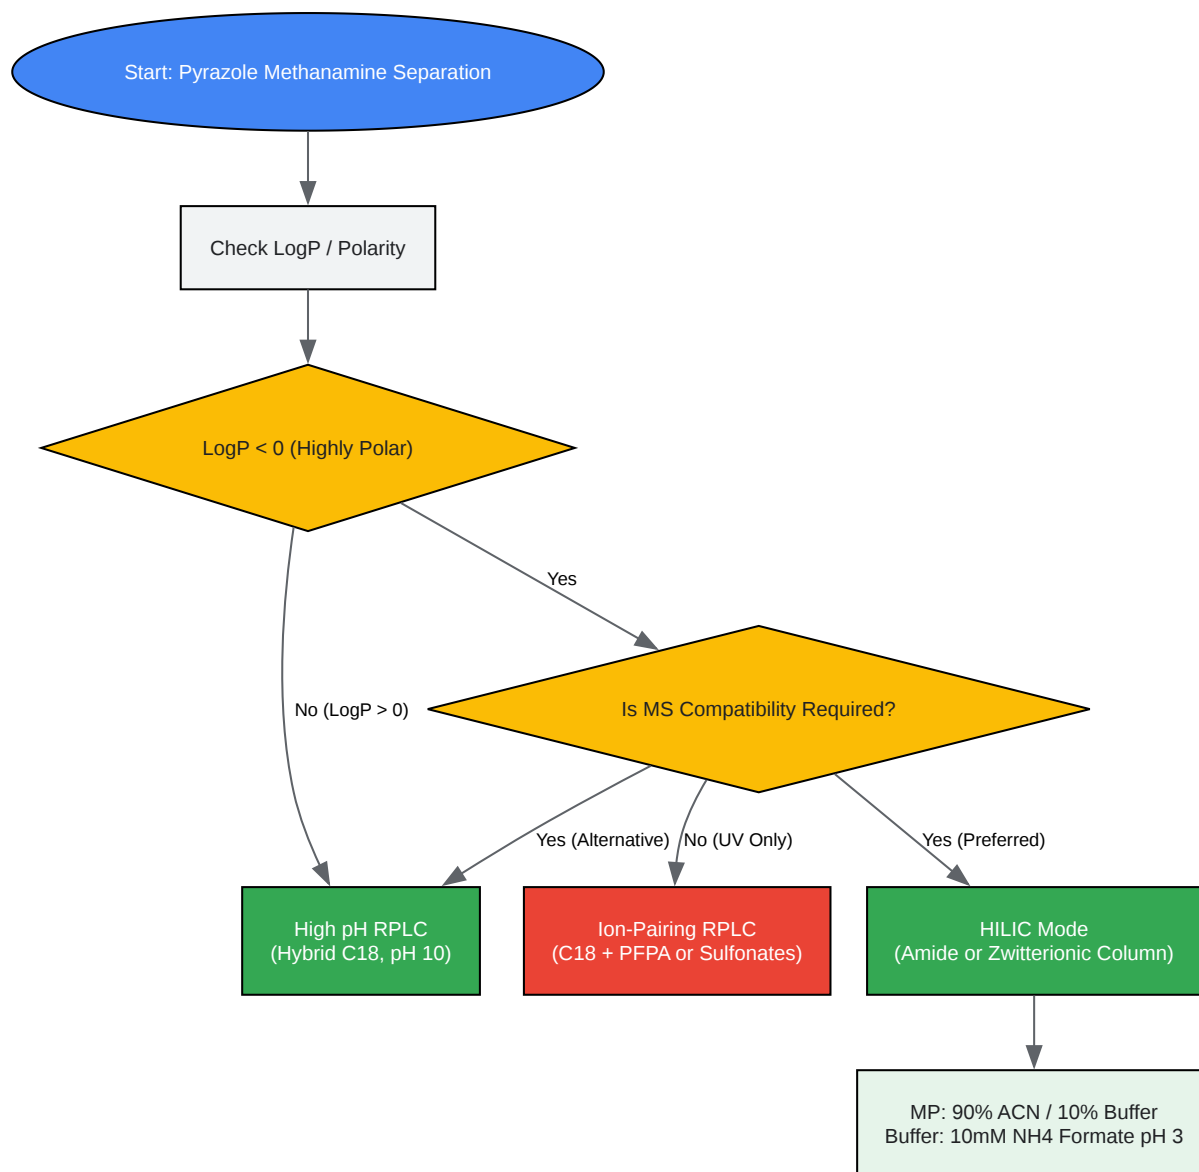 Start: Pyrazole Methanamine Separation
Check LogP / Polarity
LogP < 0 (Highly Polar)
Yes
No (LogP > 0)
Is MS Compatibility Required?
Yes (Alternative)
No (UV Only)
Yes (Preferred)
High pH RPLC
(Hybrid C18, pH 10)
Ion-Pairing RPLC
(C18 + PFPA or Sulfonates)
HILIC Mode
(Amide or Zwitterionic Column)
MP: 90% ACN / 10% Buffer
Buffer: 10mM NH4 Formate pH 3